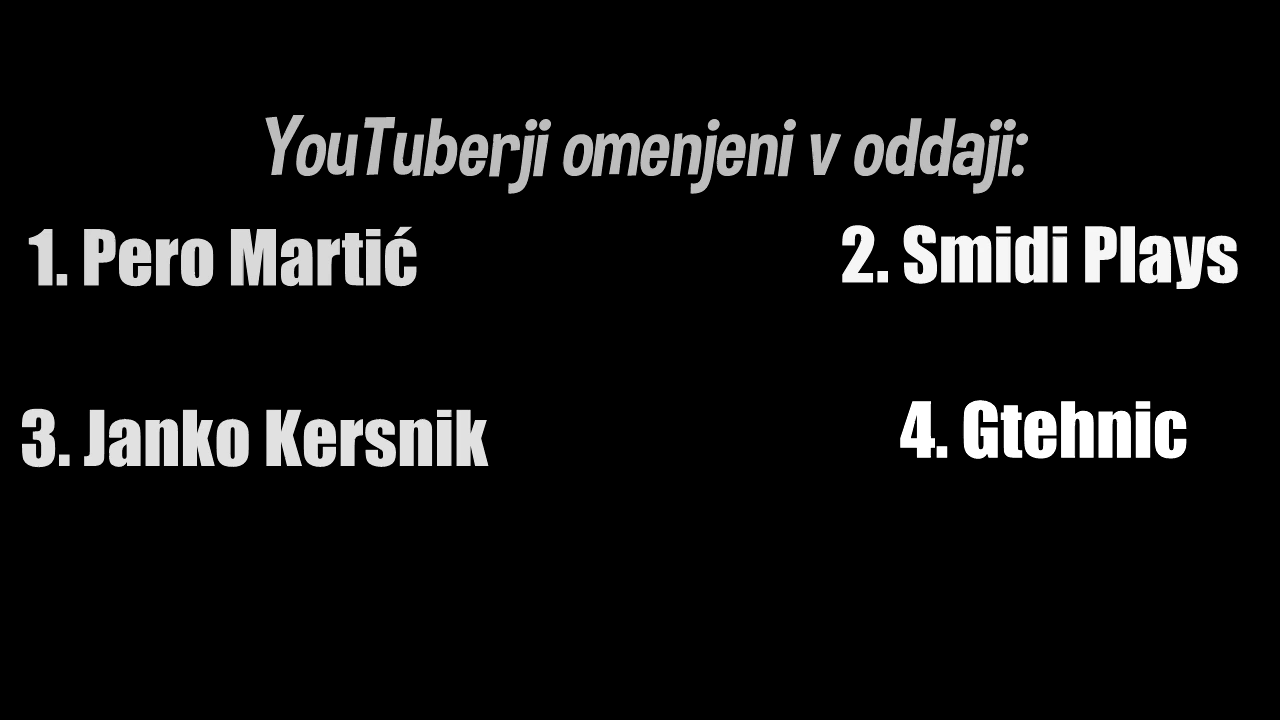 YouTuberji omenjeni v oddaji:
1. Pero Martić
2. Smidi Plays
3. Janko Kersnik
4. Gtehnic